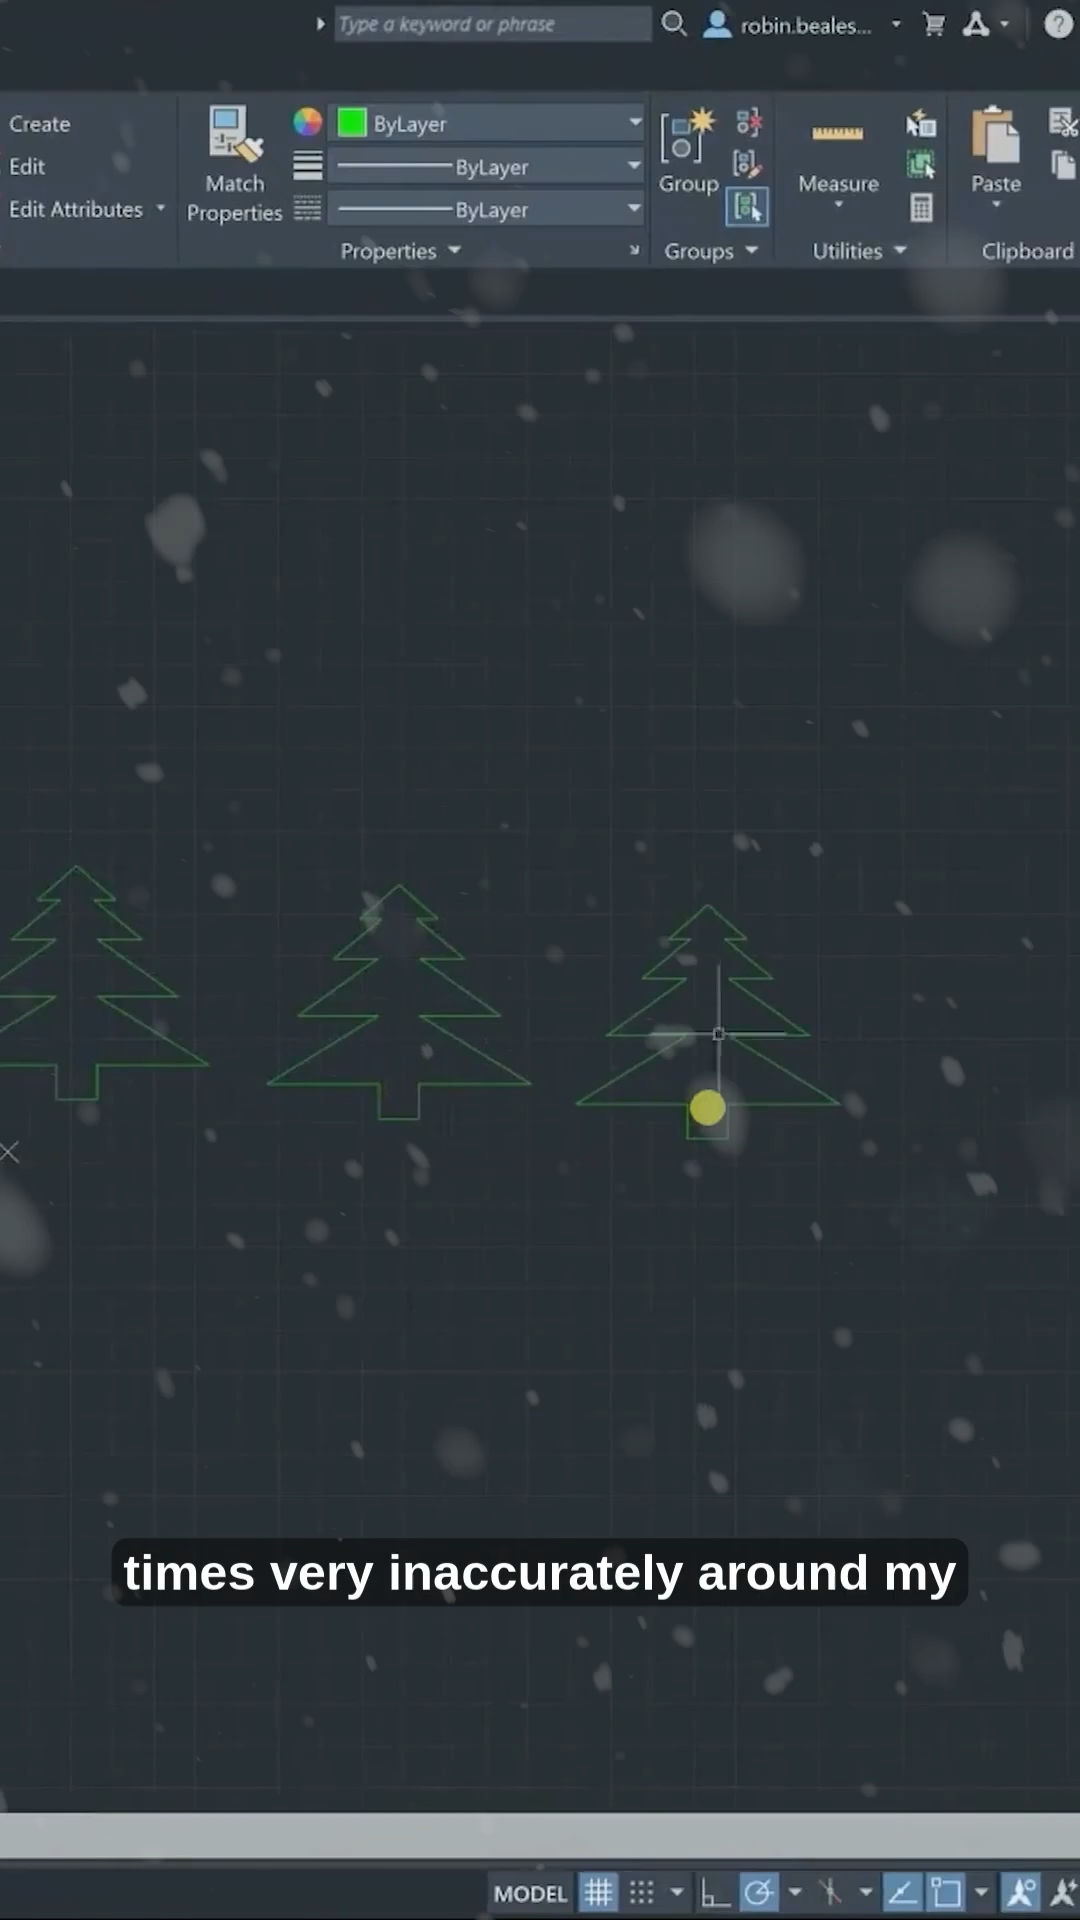 Type a keyword or phrase
robin.beales...
?
Create
Edit
Edit Attributes
Match
Properties
ByLayer
ByLayer
ByLayer
Properties
Group
Groups
Measure
Utilities
Paste
Clipboard
times very inaccurately around my
MODEL